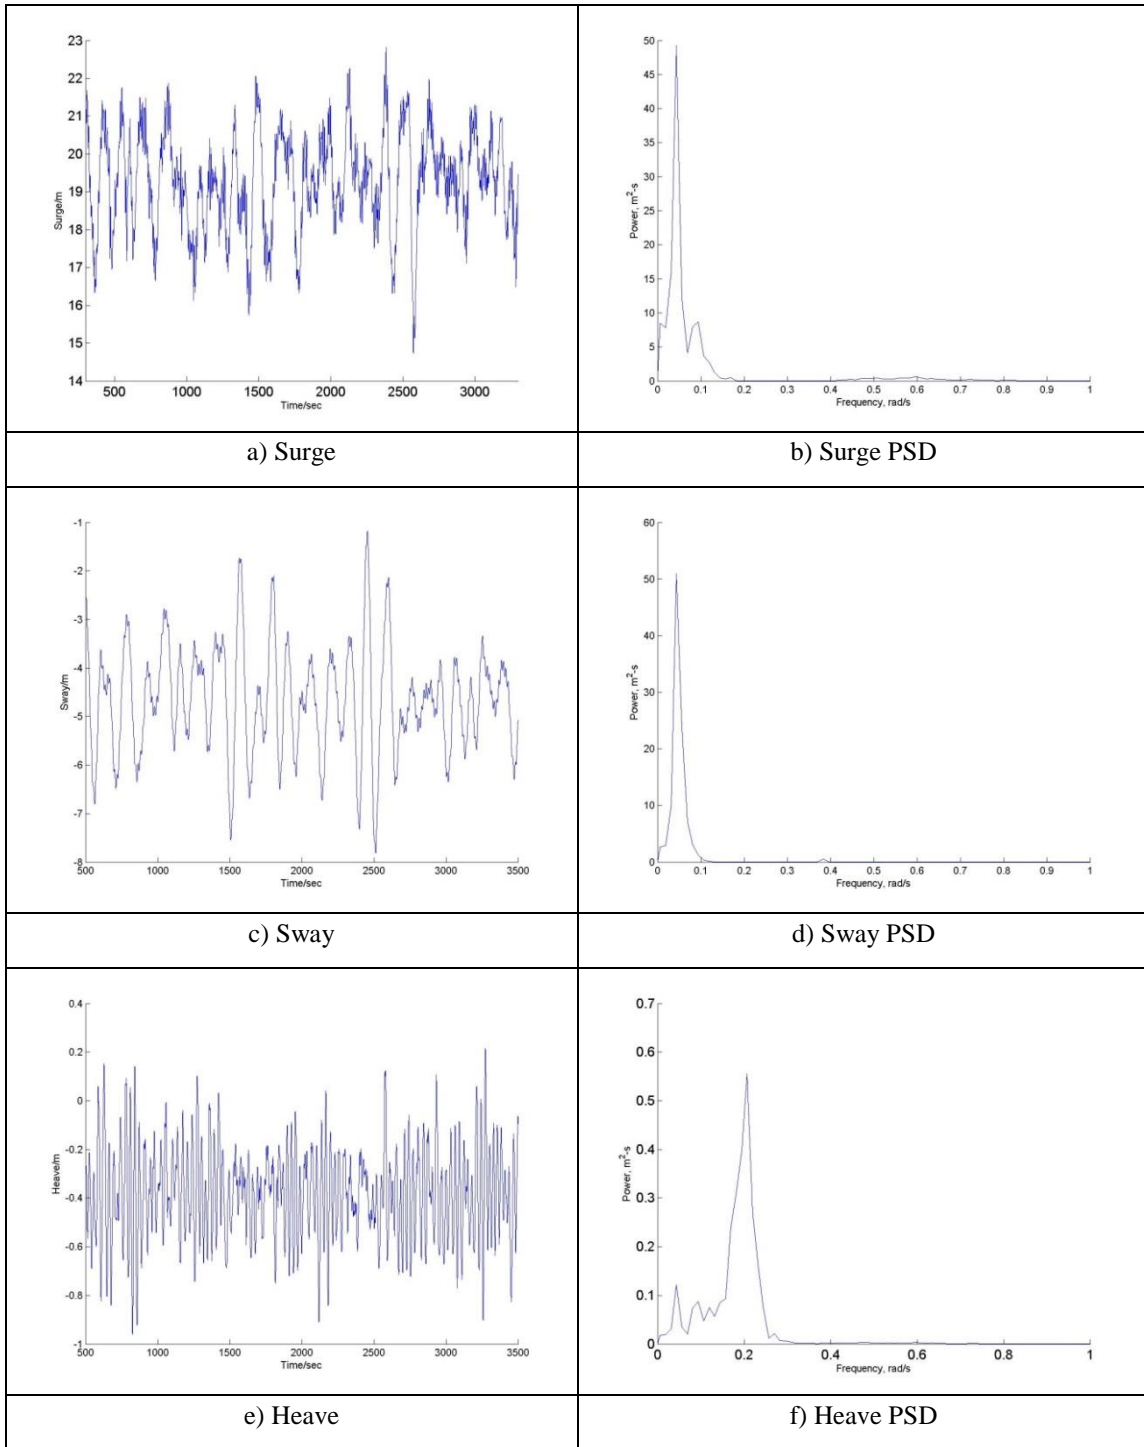 23
22
21
20
19
18
17
16
15
14
Surge/m
500 1000 1500 2000 2500 3000
Time/sec
50
45
40
35
30
25
20
15
10
5
0
Power, m²-s
0 0.1 0.2 0.3 0.4 0.5 0.6 0.7 0.8 0.9 1
Frequency, rad/s
a) Surge
b) Surge PSD
-1
-2
-3
-4
-5
-6
-7
-8
Sway/m
500 1000 1500 2000 2500 3000 3500
Time/sec
60
50
40
30
20
10
0
Power, m²-s
0 0.1 0.2 0.3 0.4 0.5 0.6 0.7 0.8 0.9 1
Frequency, rad/s
c) Sway
d) Sway PSD
0.4
0.2
0
-0.2
-0.4
-0.6
-0.8
-1
Heave/m
500 1000 1500 2000 2500 3000 3500
Time/sec
0.7
0.6
0.5
0.4
0.3
0.2
0.1
0
Power, m²-s
0 0.2 0.4 0.6 0.8 1
Frequency, rad/s
e) Heave
f) Heave PSD